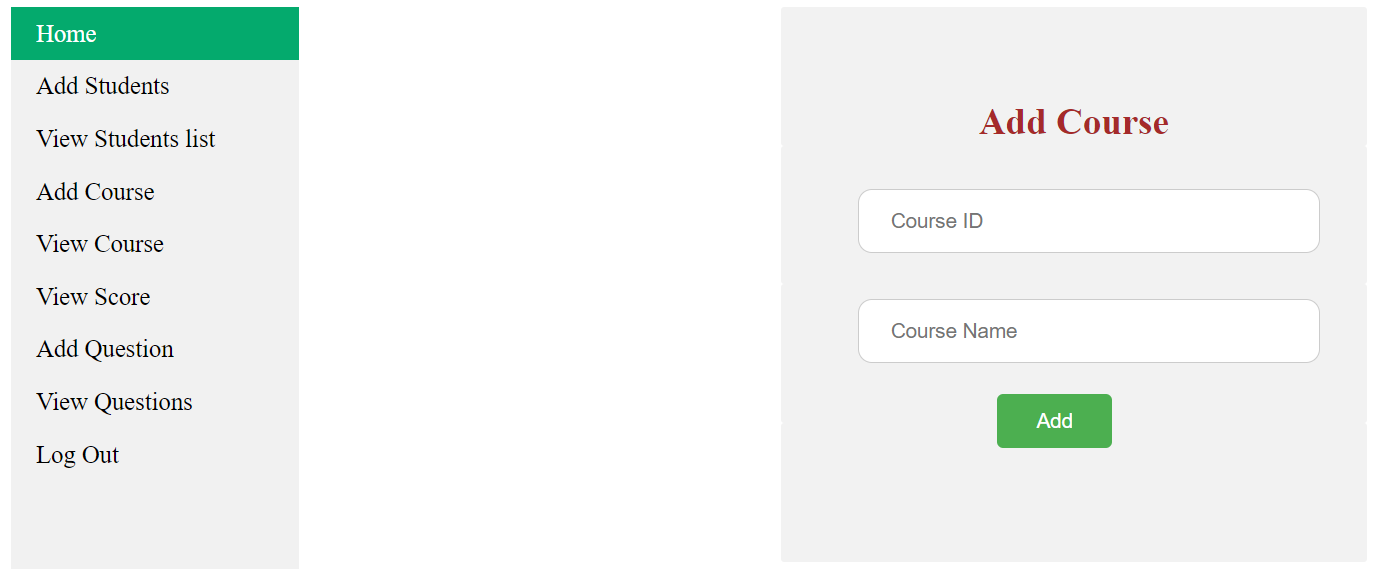 Home
Add Students
View Students list
Add Course
View Course
View Score
Add Question
View Questions
Log Out
Add Course
Course ID
Course Name
Add